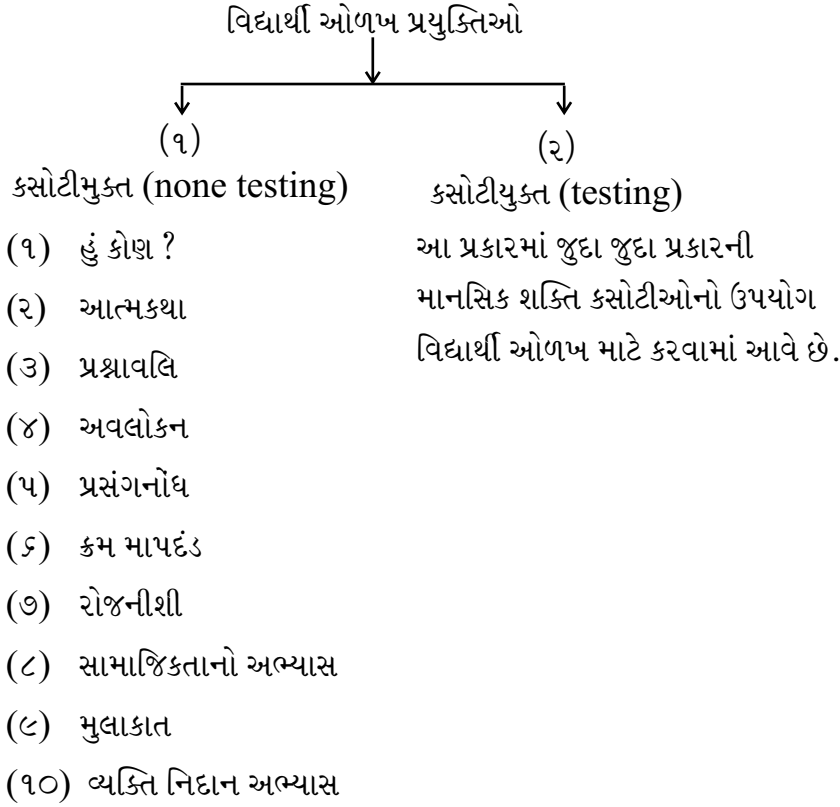 વિદ્યાર્થી ઓળખ પ્રયુક્તિઓ
(૧)
કસોટીમુક્ત (none testing)
(૧) હું કોણ ?
(૨) આત્મકથા
(૩) પ્રશ્નાવલિ
(૪) અવલોકન
(૫) પ્રસંગનોંધ
(૬) ક્રમ માપદંડ
(૭) રોજનીશી
(૮) સામાજિકતાનો અભ્યાસ
(૯) મુલાકાત
(૧૦) વ્યક્તિ નિદાન અભ્યાસ
(૨)
કસોટીયુક્ત (testing)
આ પ્રકારમાં જુદા જુદા પ્રકારની
માનસિક શક્તિ કસોટીઓનો ઉપયોગ
વિદ્યાર્થી ઓળખ માટે કરવામાં આવે છે.